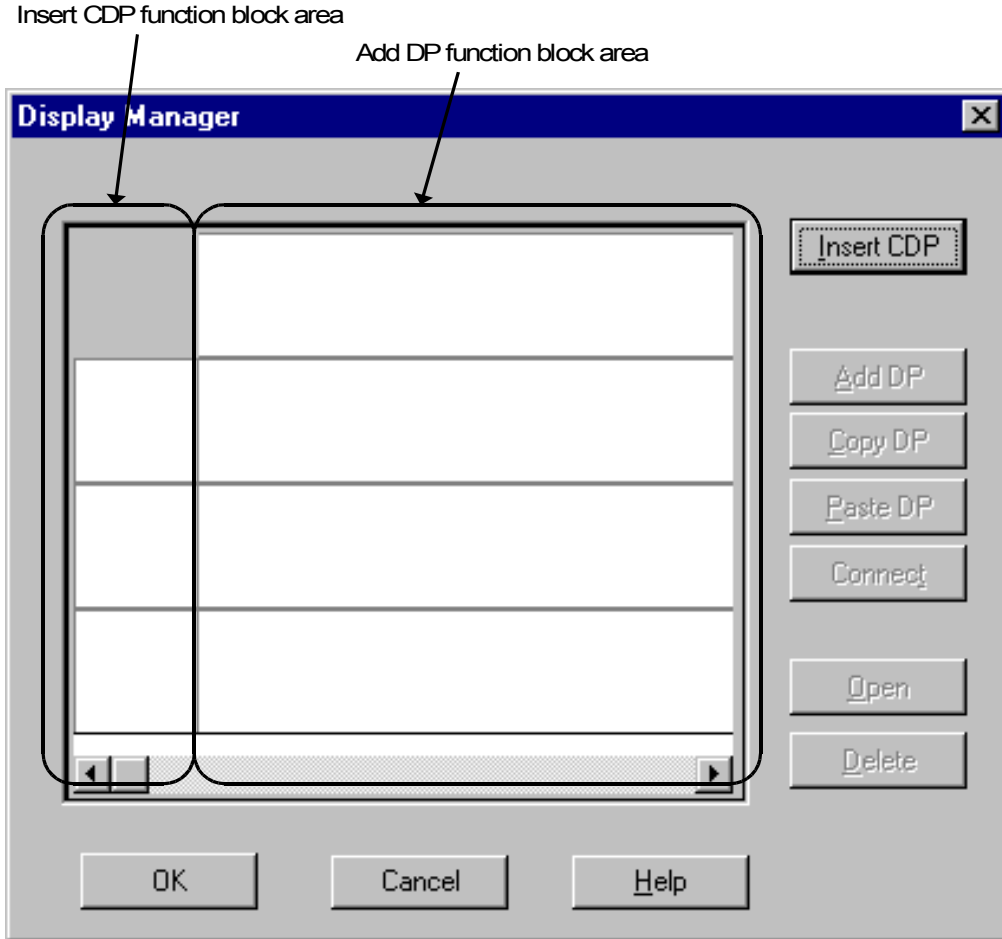 Insert CDP function block area
Add DP function block area
Display Manager
Insert CDP
Add DP
Copy DP
Paste DP
Connect
Open
Delete
OK
Cancel
Help